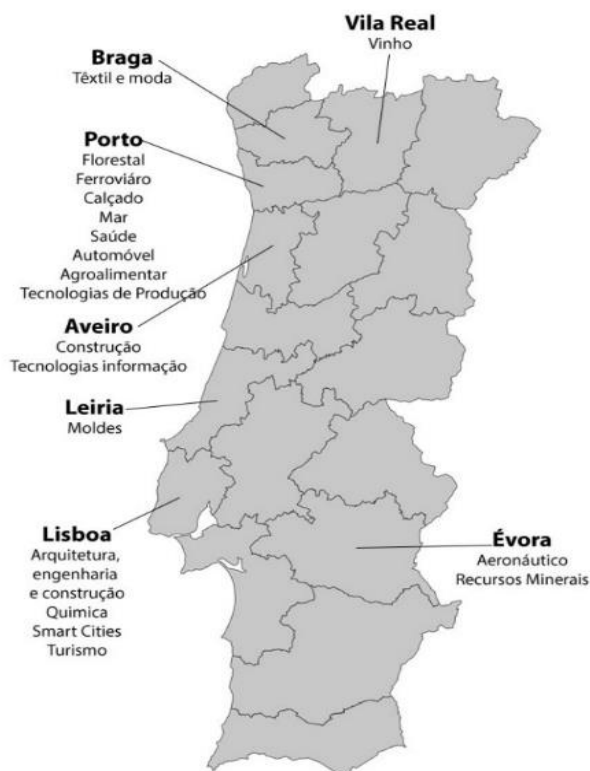 Vila Real
Vinho
Braga
Têxtil e moda
Porto
Florestal
Ferroviáro
Calçado
Mar
Saúde
Automóvel
Agroalimentar
Tecnologias de Produção
Aveiro
Construção
Tecnologias informação
Leiria
Moldes
Lisboa
Arquitetura,
engenharia
e construção
Quimica
Smart Cities
Turismo
Évora
Aeronáutico
Recursos Minerais